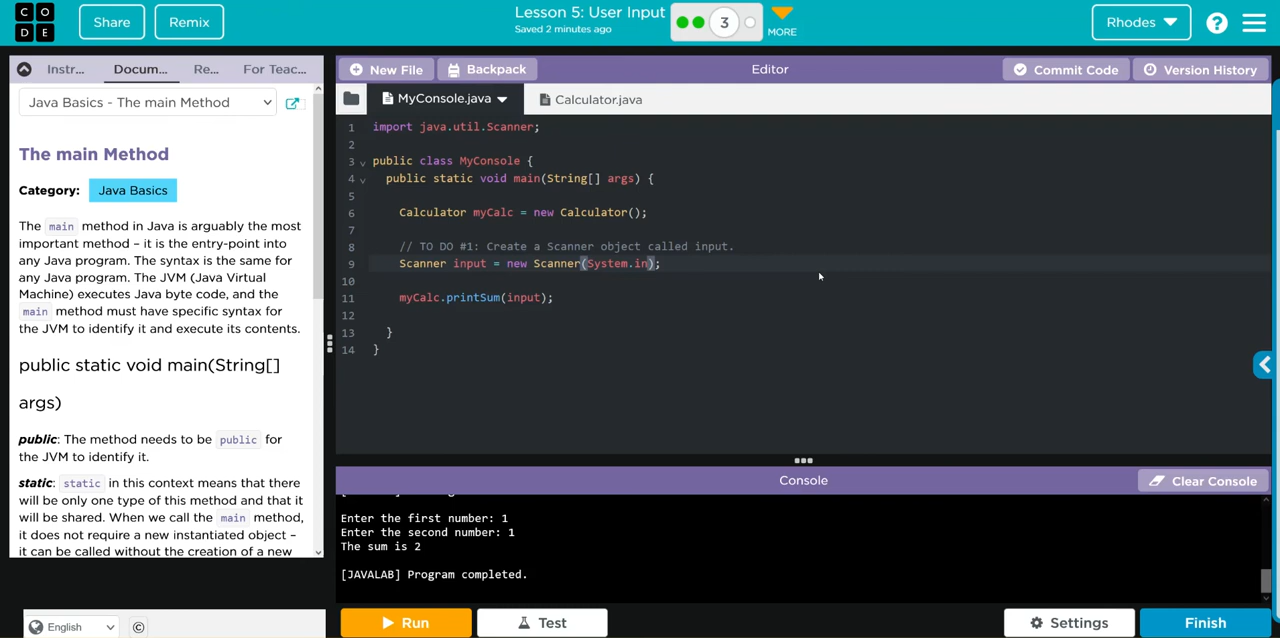 C O
D E
Share
Remix
Lesson 5: User Input
Saved 2 minutes ago
3
MORE
Rhodes
?
Instr...
Docum...
Re...
For Teac...
New File
Backpack
Editor
Commit Code
Version History
Java Basics - The main Method
MyConsole.java
Calculator.java
The main Method
Category: Java Basics
The main method in Java is arguably the most
important method – it is the entry-point into
any Java program. The syntax is the same for
any Java program. The JVM (Java Virtual
Machine) executes Java byte code, and the
main method must have specific syntax for
the JVM to identify it and execute its contents.
public static void main(String[]
args)
public: The method needs to be public for
the JVM to identify it.
static: static in this context means that there
will be only one type of this method and that it
will be shared. When we call the main method,
it does not require a new instantiated object –
it can be called without the creation of a new
1 import java.util.Scanner;
2
3 public class MyConsole {
4 public static void main(String[] args) {
5
6 Calculator myCalc = new Calculator();
7
8 // TO DO #1: Create a Scanner object called input.
9 Scanner input = new Scanner(System.in);
10
11 myCalc.printSum(input);
12
13 }
14 }
Console
Clear Console
Enter the first number: 1
Enter the second number: 1
The sum is 2
[JAVALAB] Program completed.
English
©
Run
Test
Settings
Finish